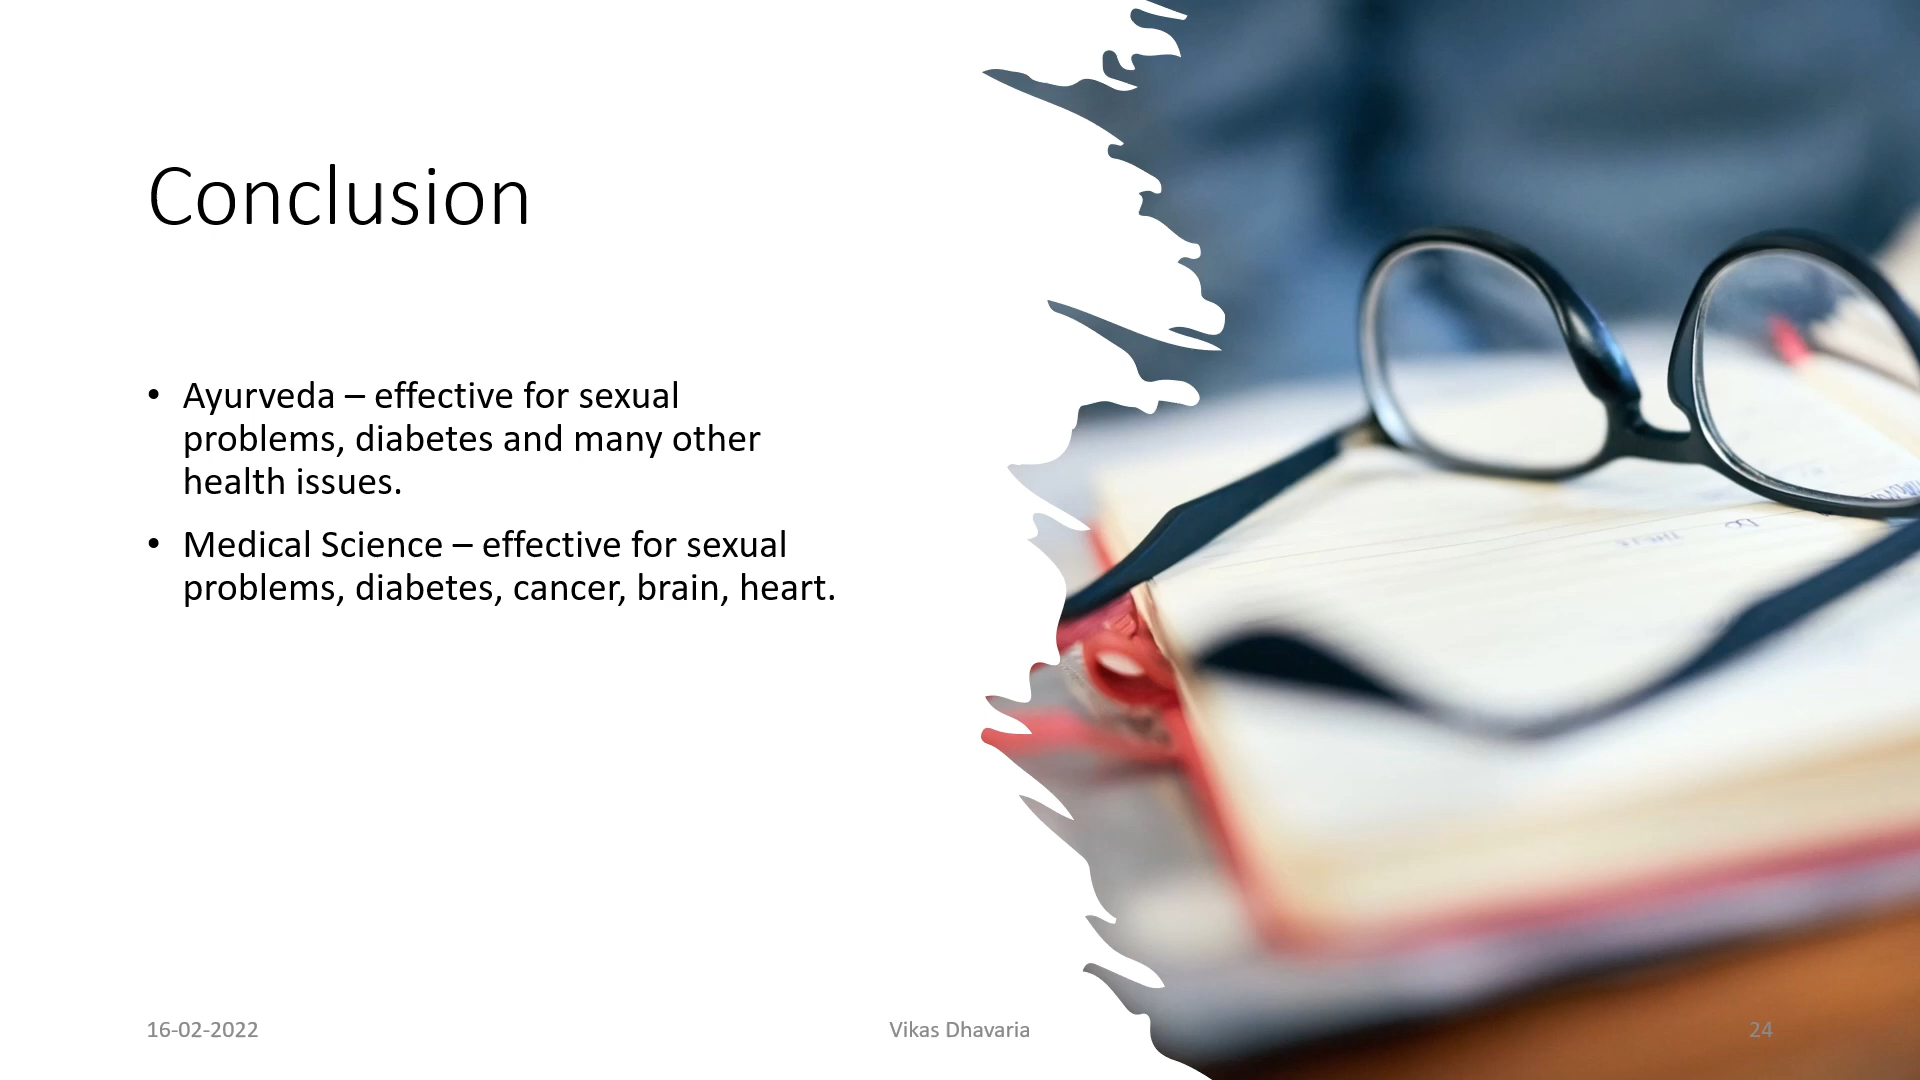 Conclusion
• Ayurveda – effective for sexual
problems, diabetes and many other
health issues.
• Medical Science – effective for sexual
problems, diabetes, cancer, brain, heart.
16-02-2022
Vikas Dhavaria
24